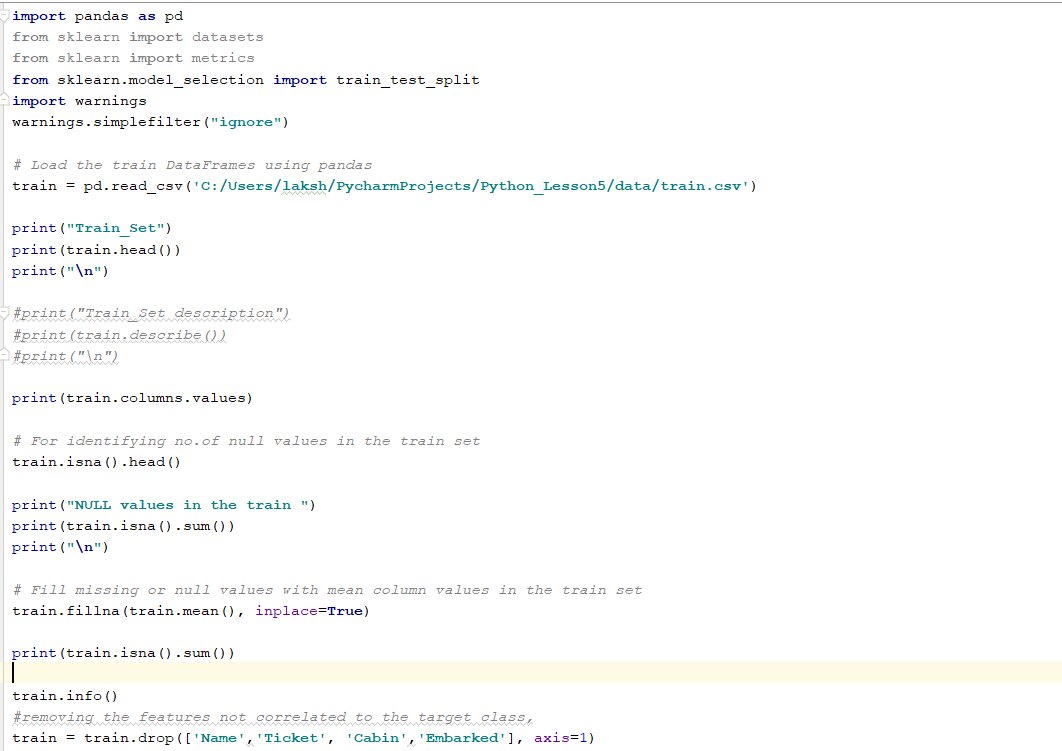 import pandas as pd
from sklearn import datasets
from sklearn import metrics
from sklearn.model_selection import train_test_split
import warnings
warnings.simplefilter("ignore")
# Load the train DataFrames using pandas
train = pd.read_csv('C:/Users/laksh/PycharmProjects/Python_Lesson5/data/train.csv')
print("Train_Set")
print(train.head())
print("\n")
#print("Train_Set description")
#print(train.describe())
#print("\n")
print(train.columns.values)
# For identifying no.of null values in the train set
train.isna().head()
print("NULL values in the train ")
print(train.isna().sum())
print("\n")
# Fill missing or null values with mean column values in the train set
train.fillna(train.mean(), inplace=True)
print(train.isna().sum())
train.info()
#removing the features not correlated to the target class,
train = train.drop(['Name','Ticket', 'Cabin','Embarked'], axis=1)